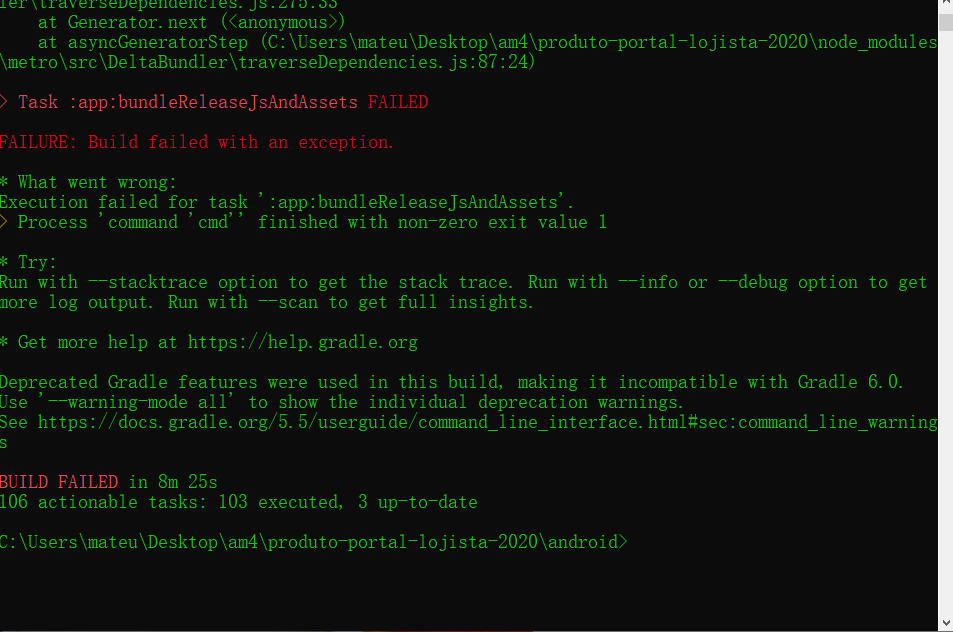 ler\traverseDependencies.js:275:33
    at Generator.next (<anonymous>)
    at asyncGeneratorStep (C:\Users\mateu\Desktop\am4\produto-portal-lojista-2020\node_modules
\metro\src\DeltaBundler\traverseDependencies.js:87:24)
> Task :app:bundleReleaseJsAndAssets FAILED
FAILURE: Build failed with an exception.
* What went wrong:
Execution failed for task ':app:bundleReleaseJsAndAssets'.
> Process 'command 'cmd'' finished with non-zero exit value 1
* Try:
Run with --stacktrace option to get the stack trace. Run with --info or --debug option to get
more log output. Run with --scan to get full insights.
* Get more help at https://help.gradle.org
Deprecated Gradle features were used in this build, making it incompatible with Gradle 6.0.
Use '--warning-mode all' to show the individual deprecation warnings.
See https://docs.gradle.org/5.5/userguide/command_line_interface.html#sec:command_line_warning
s
BUILD FAILED in 8m 25s
106 actionable tasks: 103 executed, 3 up-to-date
C:\Users\mateu\Desktop\am4\produto-portal-lojista-2020\android>